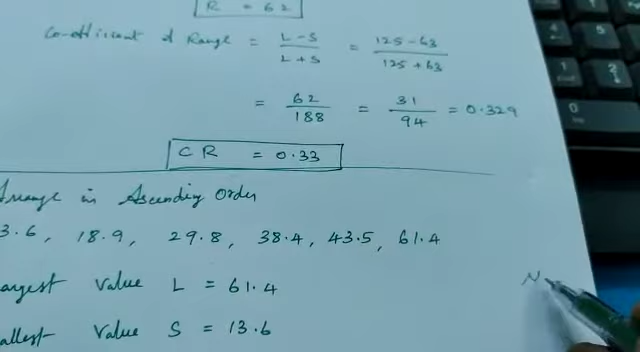 R = 62
Co-efficient of Range = L - S / L + S = 125 - 63 / 125 + 63
= 62 / 188 = 31 / 94 = 0.329
CR = 0.33
Arrange in Ascending Order
3.6, 18.9, 29.8, 38.4, 43.5, 61.4
argest Value L = 61.4
allest Value S = 13.6